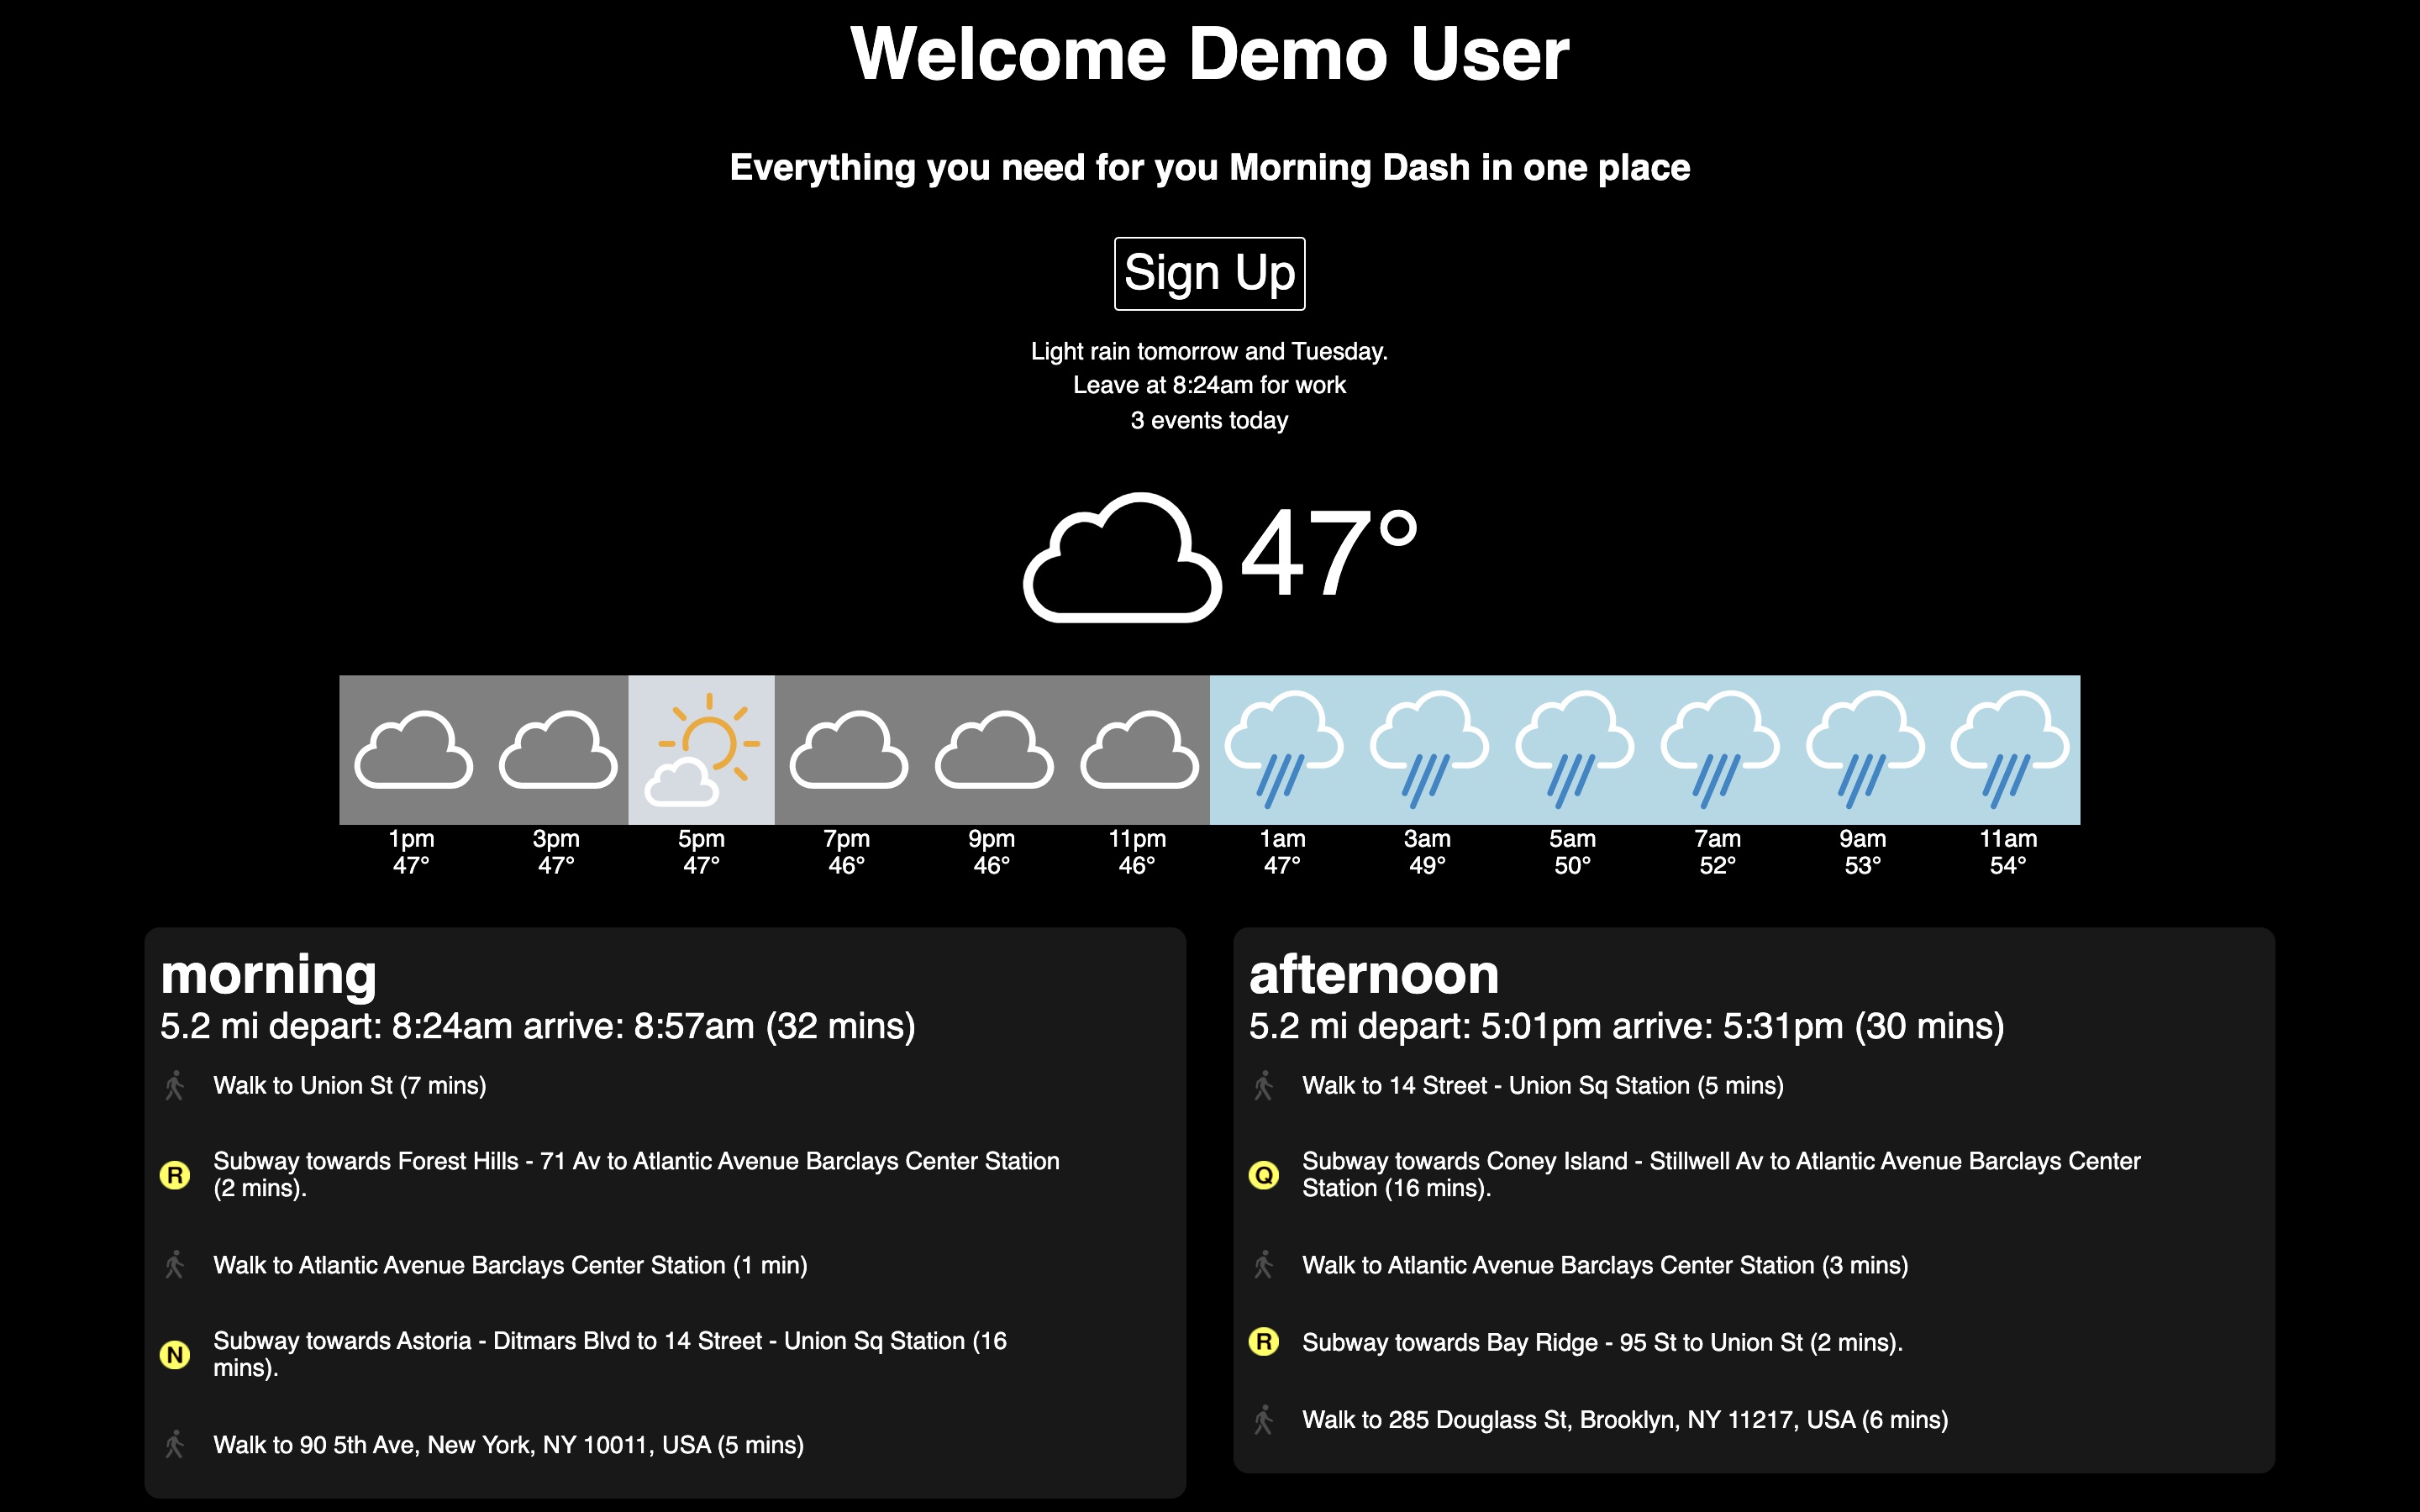 Welcome Demo User
Everything you need for you Morning Dash in one place
Sign Up
Light rain tomorrow and Tuesday.
Leave at 8:24am for work
3 events today
47°
1pm 3pm 5pm 7pm 9pm 11pm 1am 3am 5am 7am 9am 11am
47° 47° 47° 46° 46° 46° 47° 49° 50° 52° 53° 54°
morning
5.2 mi depart: 8:24am arrive: 8:57am (32 mins)
Walk to Union St (7 mins)
R Subway towards Forest Hills - 71 Av to Atlantic Avenue Barclays Center Station
(2 mins).
Walk to Atlantic Avenue Barclays Center Station (1 min)
N Subway towards Astoria - Ditmars Blvd to 14 Street - Union Sq Station (16
mins).
Walk to 90 5th Ave, New York, NY 10011, USA (5 mins)
afternoon
5.2 mi depart: 5:01pm arrive: 5:31pm (30 mins)
Walk to 14 Street - Union Sq Station (5 mins)
Q Subway towards Coney Island - Stillwell Av to Atlantic Avenue Barclays Center
Station (16 mins).
Walk to Atlantic Avenue Barclays Center Station (3 mins)
R Subway towards Bay Ridge - 95 St to Union St (2 mins).
Walk to 285 Douglass St, Brooklyn, NY 11217, USA (6 mins)